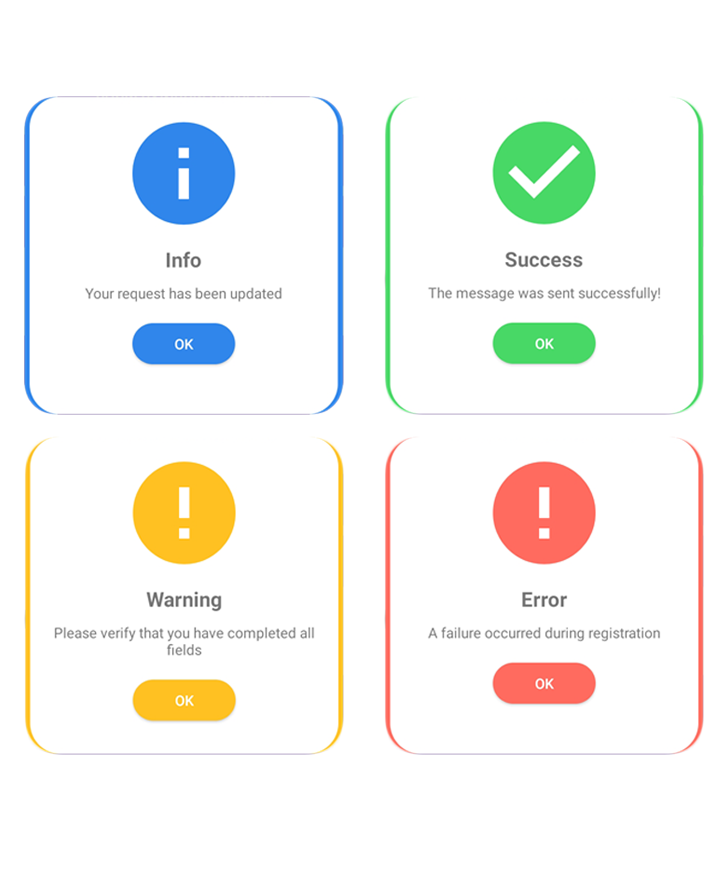 Info
Your request has been updated
OK
Success
The message was sent successfully!
OK
Warning
Please verify that you have completed all
fields
OK
Error
A failure occurred during registration
OK